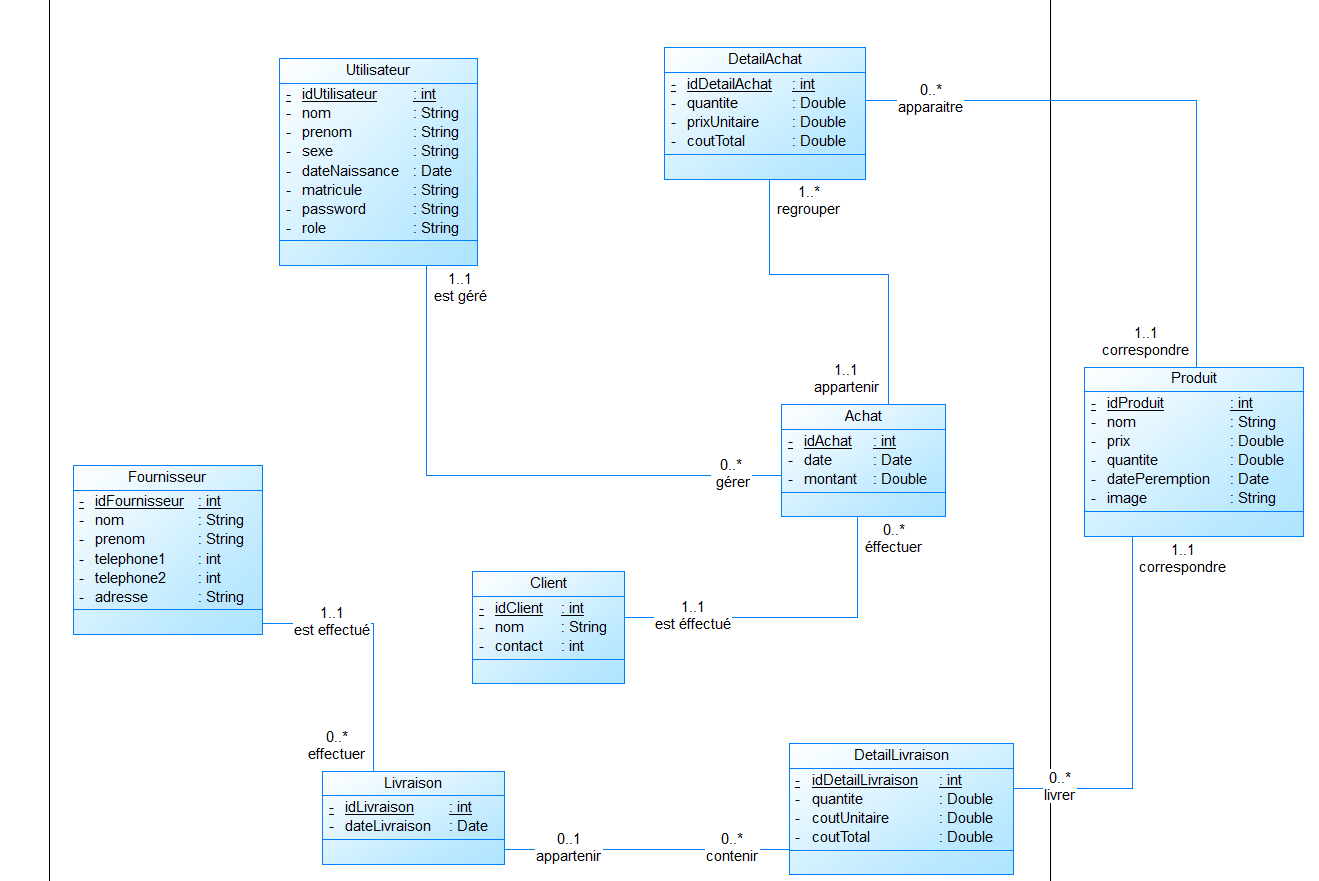 Utilisateur
- idUtilisateur : int
- nom : String
- prenom : String
- sexe : String
- dateNaissance : Date
- matricule : String
- password : String
- role : String
1..1
est géré
DetailAchat
- idDetailAchat : int
- quantite : Double
- prixUnitaire : Double
- coutTotal : Double
0..*
apparaitre
1..*
regrouper
1..1
appartenir
1..1
correspondre
Achat
- idAchat : int
- date : Date
- montant : Double
0..*
gérer
0..*
éffectuer
Produit
- idProduit : int
- nom : String
- prix : Double
- quantite : Double
- datePeremption : Date
- image : String
1..1
correspondre
Fournisseur
- idFournisseur : int
- nom : String
- prenom : String
- telephone1 : int
- telephone2 : int
- adresse : String
1..1
est effectué
Client
- idClient : int
- nom : String
- contact : int
1..1
est éffectué
0..*
effectuer
Livraison
- idLivraison : int
- dateLivraison : Date
0..1
appartenir
0..*
contenir
DetailLivraison
- idDetailLivraison : int
- quantite : Double
- coutUnitaire : Double
- coutTotal : Double
0..*
livrer